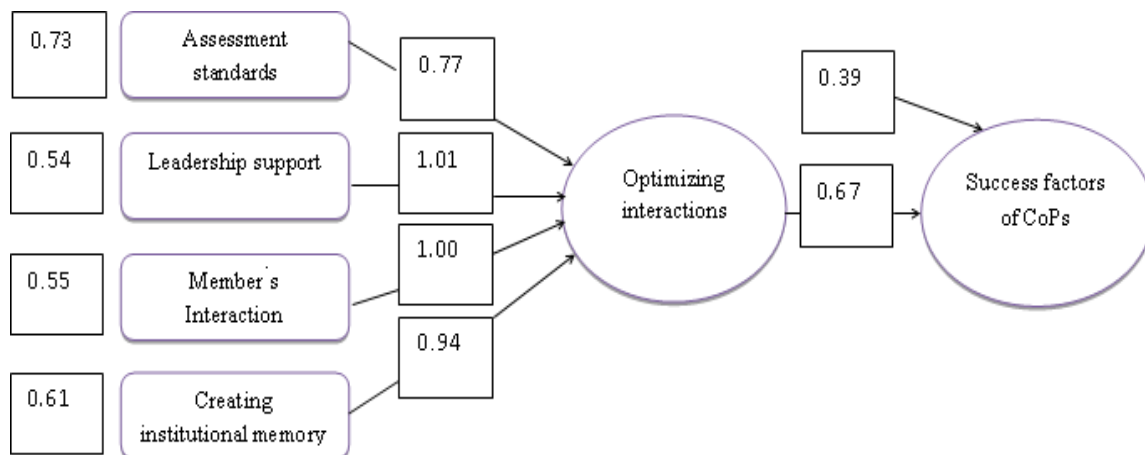 0.73
Assessment
standards
0.77
0.39
0.54
Leadership support
1.01
Optimizing
interactions
0.67
Success factors
of CoPs
1.00
0.55
Member's
Interaction
0.94
0.61
Creating
institutional memory